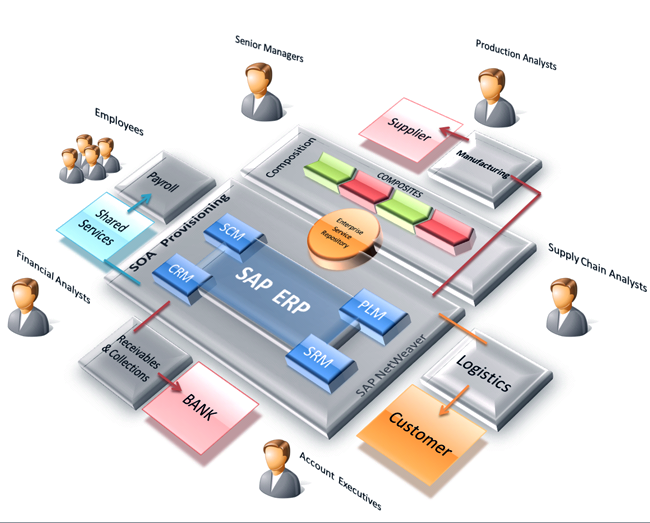 Senior Managers
Production Analysts
Employees
Supplier
Composition
Manufacturing
Payroll
COMPOSITES
Shared
Services
SOA Provisioning
Enterprise
Service
Repository
SCM
Financial Analysts
CRM
SAP ERP
Supply Chain Analysts
PLM
Receivables
& Collections
SRM
SAP NetWeaver
Logistics
BANK
Customer
Account Executives